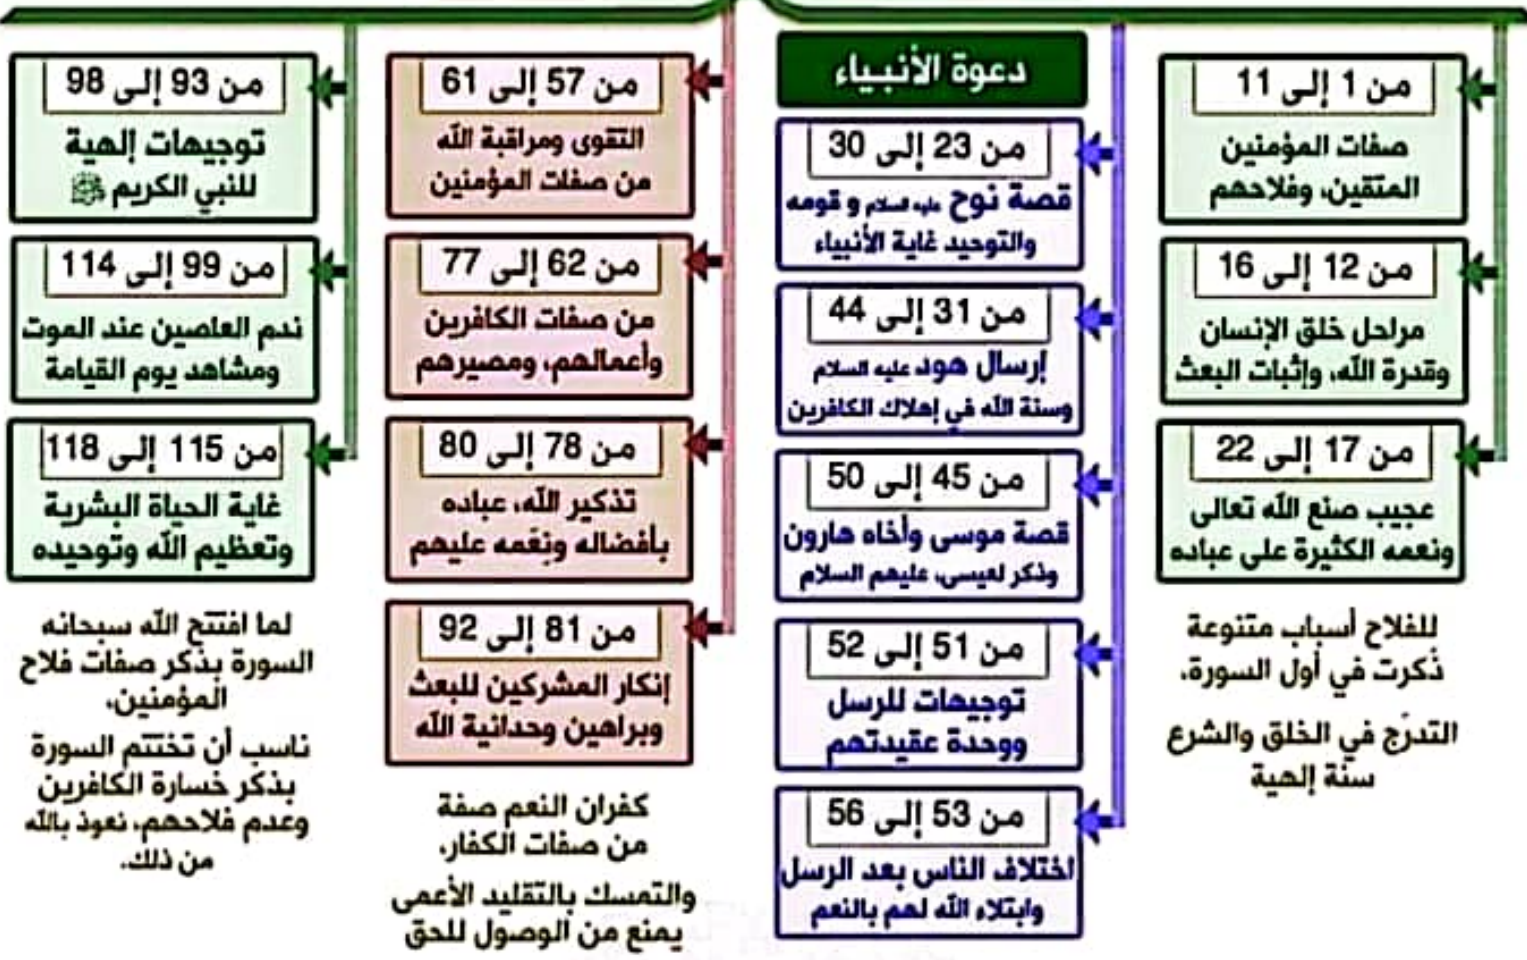 من 1 إلى 11
صفات المؤمنين
المتقين، وفلاحهم
من 12 إلى 16
مراحل خلق الإنسان
وقدرة الله، وإثبات البعث
من 17 إلى 22
عجيب صنع الله تعالى
ونعمه الكثيرة على عباده
للفلاح أسباب متنوعة
ذُكرت في أول السورة،
التدرّج في الخلق والشرع
سنة إلهية
دعوة الأنبياء
من 23 إلى 30
قصة نوح عليه السلام و قومه
والتوحيد غاية الأنبياء
من 31 إلى 44
إرسال هود عليه السلام
وسنة الله في إهلاك الكافرين
من 45 إلى 50
قصة موسى وأخاه هارون
وذكر لعيسى، عليهم السلام
من 51 إلى 52
توجيهات للرسل
ووحدة عقيدتهم
من 53 إلى 56
اختلاف الناس بعد الرسل
وابتلاء الله لهم بالنعم
من 57 إلى 61
التقوى ومراقبة الله
من صفات المؤمنين
من 62 إلى 77
من صفات الكافرين
وأعمالهم، ومصيرهم
من 78 إلى 80
تذكير الله، عباده
بأفضاله ونِعَمه عليهم
من 81 إلى 92
إنكار المشركين للبعث
وبراهين وحدانية الله
كفران النعم صفة
من صفات الكفار،
والتمسك بالتقليد الأعمى
يمنع من الوصول للحق
من 93 إلى 98
توجيهات إلهية
للنبي الكريم ﷺ
من 99 إلى 114
ندم العاصين عند الموت
ومشاهد يوم القيامة
من 115 إلى 118
غاية الحياة البشرية
وتعظيم الله وتوحيده
لما افتتح الله سبحانه
السورة بذكر صفات فلاح
المؤمنين،
ناسب أن تختتم السورة
بذكر خسارة الكافرين
وعدم فلاحهم، نعوذ بالله
من ذلك.